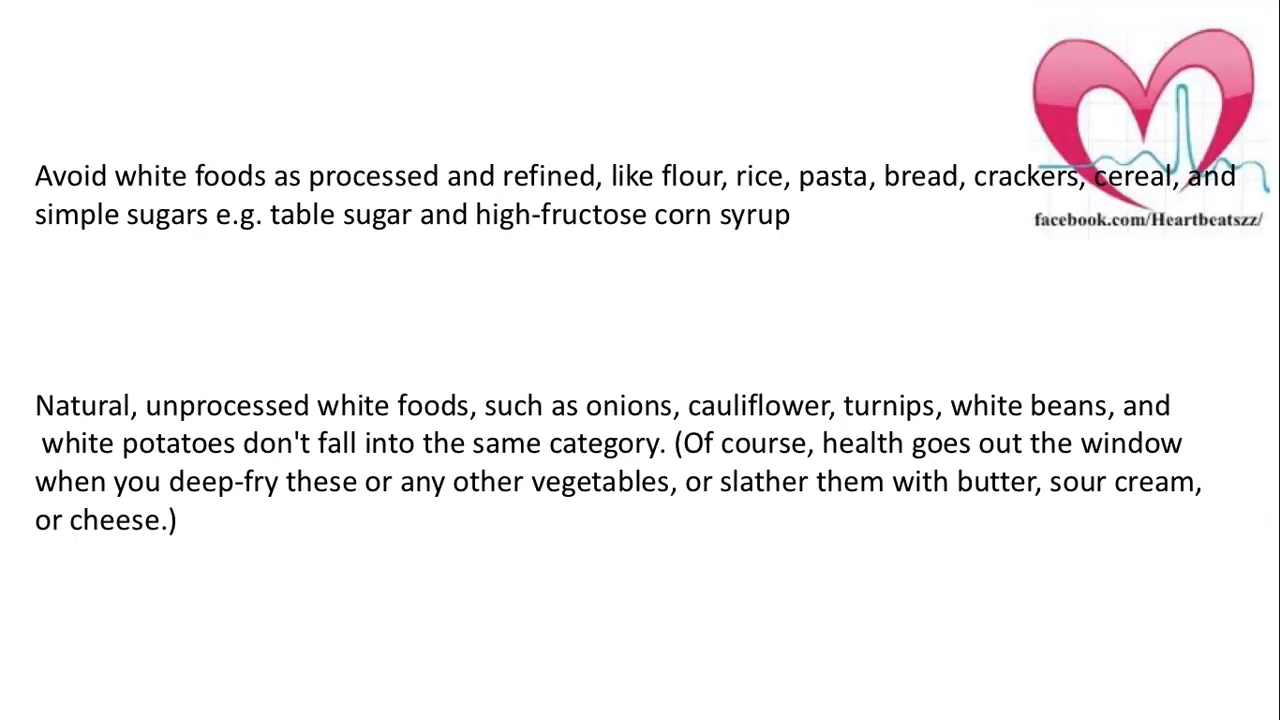 Avoid white foods as processed and refined, like flour, rice, pasta, bread, crackers, cereal, and
simple sugars e.g. table sugar and high-fructose corn syrup
facebook.com/Heartbeatszz/
Natural, unprocessed white foods, such as onions, cauliflower, turnips, white beans, and
white potatoes don't fall into the same category. (Of course, health goes out the window
when you deep-fry these or any other vegetables, or slather them with butter, sour cream,
or cheese.)